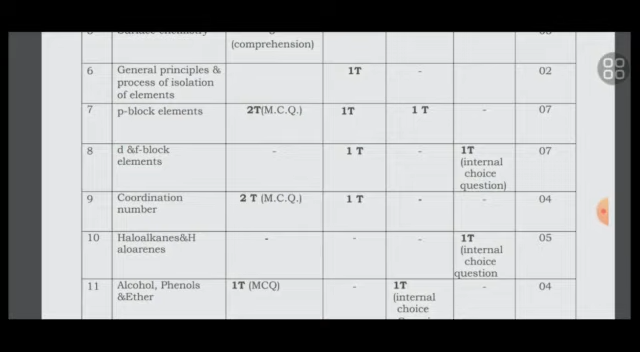 (comprehension)
6 General principles & 1T - 02
process of isolation
of elements
7 p-block elements 2T(M.C.Q.) 1T 1 T - 07
8 d &f-block - 1 T - 1T 07
elements (internal
choice
question)
9 Coordination 2 T (M.C.Q.) 1 T - - 04
number
10 Haloalkanes&H - - - 1T 05
aloarenes (internal
choice
question
11 Alcohol, Phenols 1T (MCQ) - 1T - 04
&Ether (internal
choice